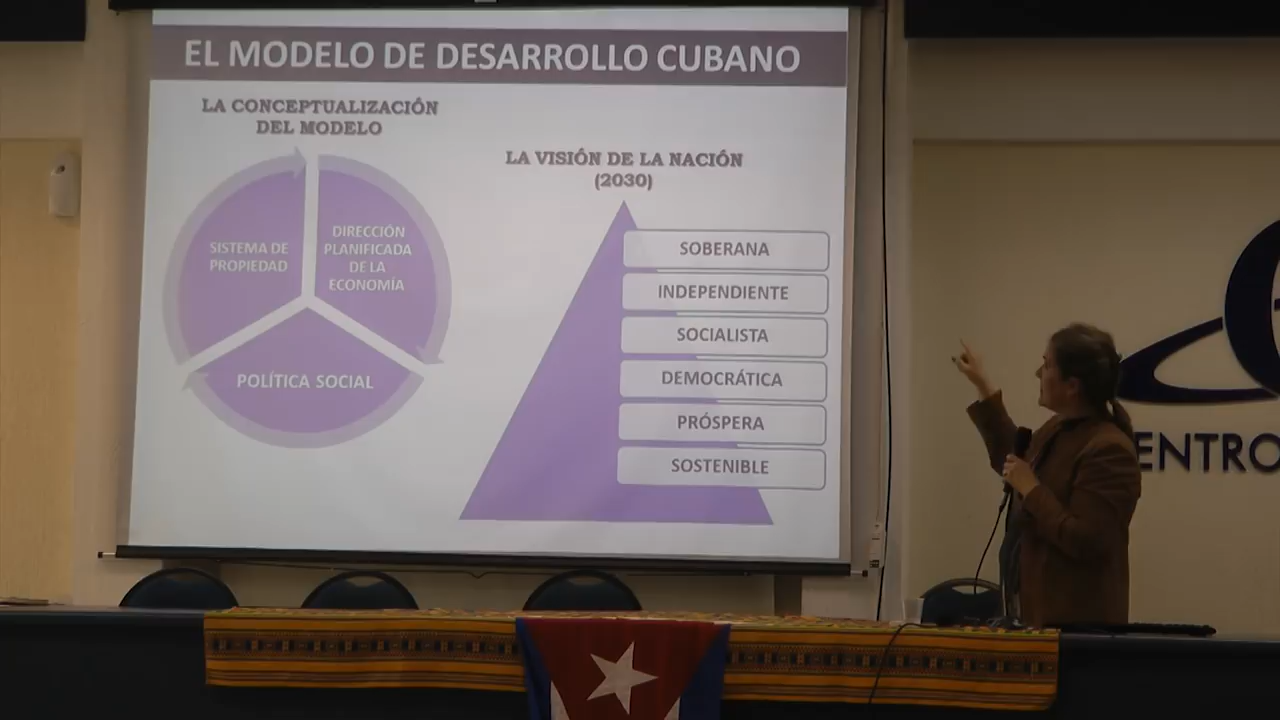 EL MODELO DE DESARROLLO CUBANO
LA CONCEPTUALIZACIÓN
DEL MODELO
SISTEMA DE
PROPIEDAD
DIRECCIÓN
PLANIFICADA
DE LA
ECONOMÍA
POLÍTICA SOCIAL
LA VISIÓN DE LA NACIÓN
(2030)
SOBERANA
INDEPENDIENTE
SOCIALISTA
DEMOCRÁTICA
PRÓSPERA
SOSTENIBLE
ENTRO